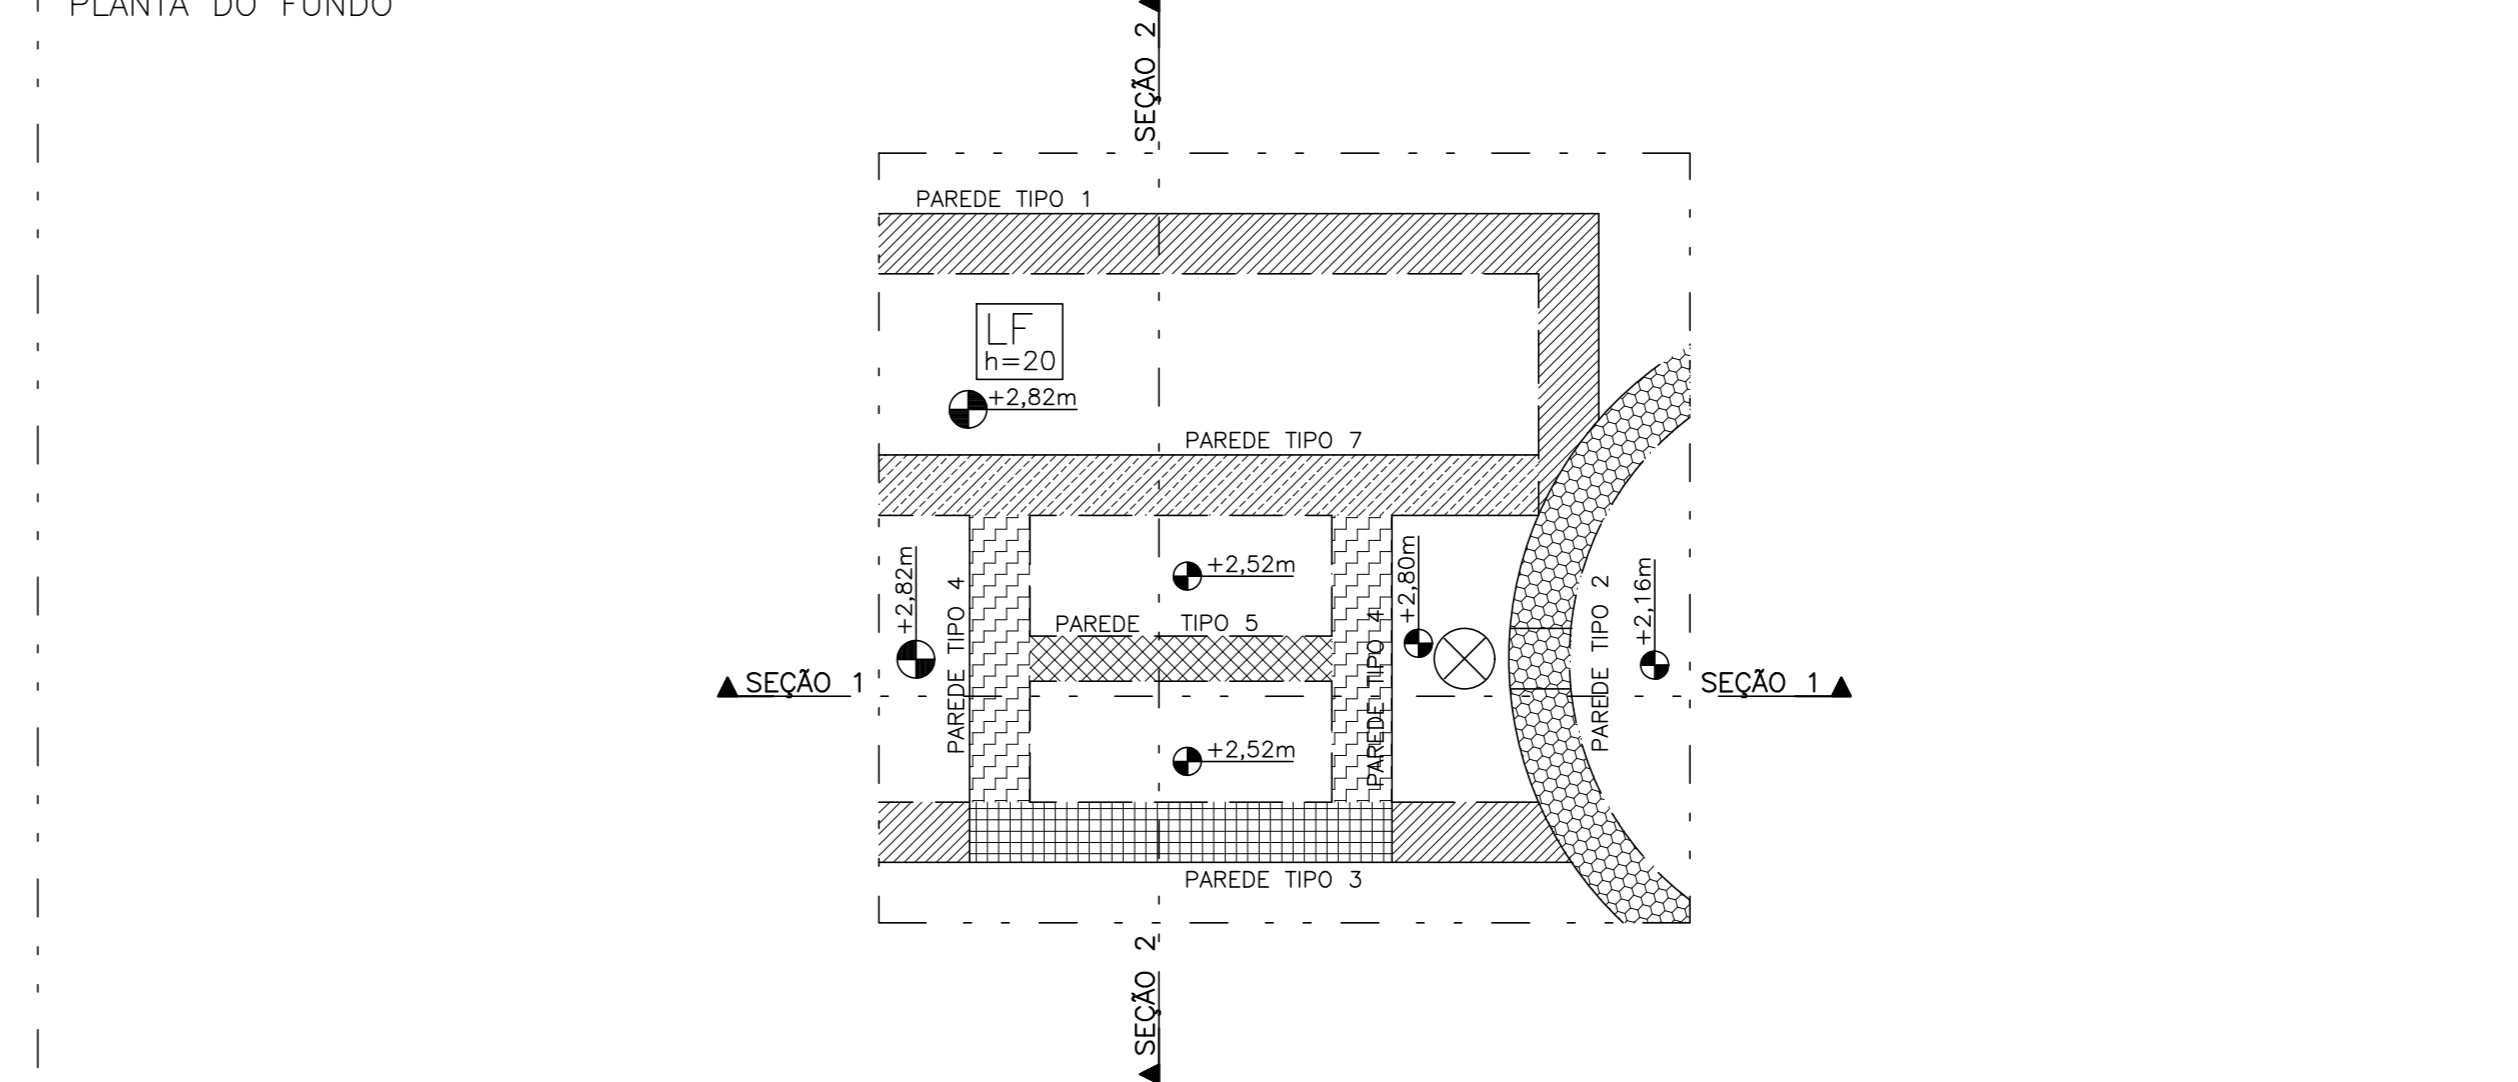 PLANTA DO FUNDO
SEÇÃO 2
PAREDE TIPO 1
LF
h=20
+2,82m
PAREDE TIPO 7
+2,82m
PAREDE TIPO 4
+2,52m
PAREDE TIPO 5
+2,80m
PAREDE TIPO 4
PAREDE TIPO 2
+2,16m
SEÇÃO 1
SEÇÃO 1
+2,52m
PAREDE TIPO 3
SEÇÃO 2